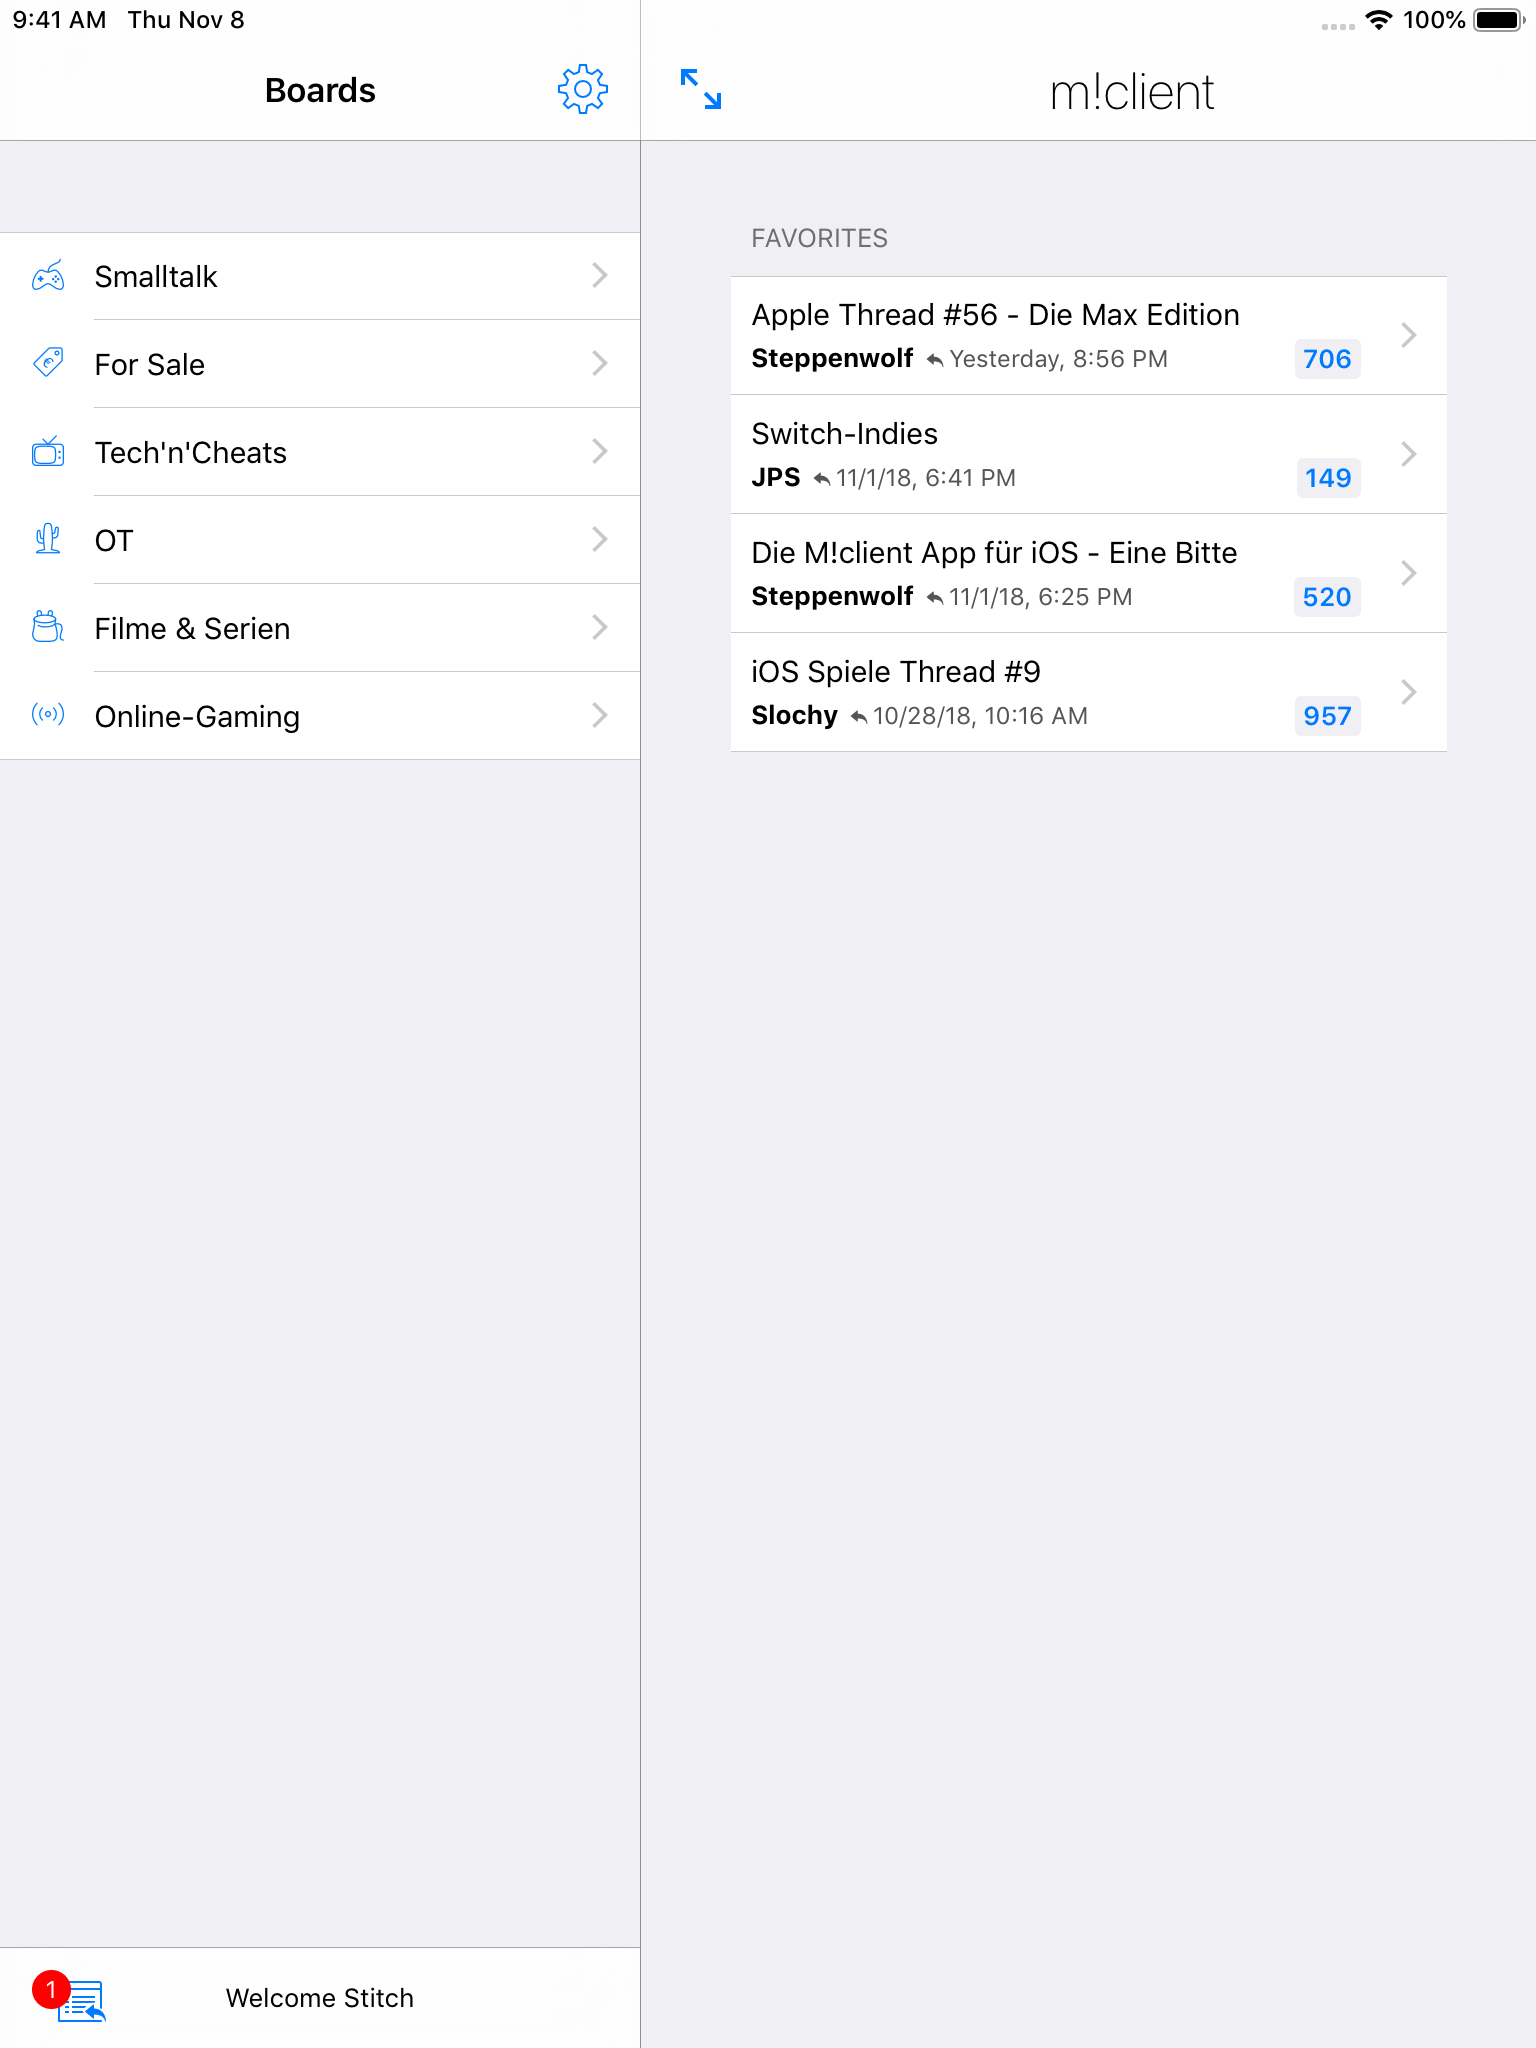 9:41 AM Thu Nov 8
100%
Boards
m!client
Smalltalk
For Sale
Tech'n'Cheats
OT
Filme & Serien
Online-Gaming
FAVORITES
Apple Thread #56 - Die Max Edition
Steppenwolf Yesterday, 8:56 PM 706
Switch-Indies
JPS 11/1/18, 6:41 PM 149
Die M!client App für iOS - Eine Bitte
Steppenwolf 11/1/18, 6:25 PM 520
iOS Spiele Thread #9
Slochy 10/28/18, 10:16 AM 957
1
Welcome Stitch